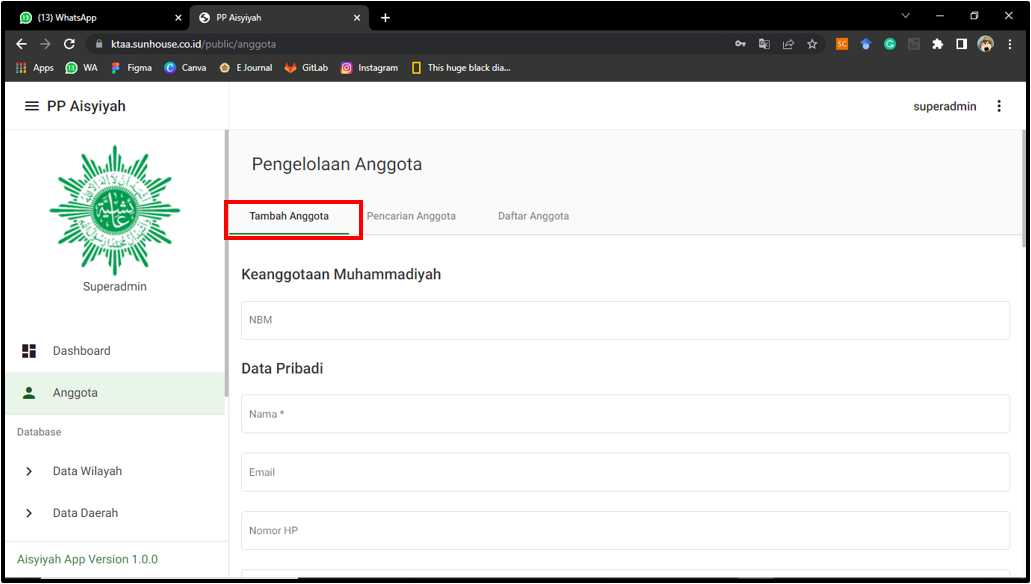 (13) WhatsApp
PP Aisyiyah
ktaa.sunhouse.co.id/public/anggota
SC
Apps
WA
Figma
Canva
E Journal
GitLab
Instagram
This huge black dia...
PP Aisyiyah
superadmin
Superadmin
Dashboard
Anggota
Database
Data Wilayah
Data Daerah
Aisyiyah App Version 1.0.0
Pengelolaan Anggota
Tambah Anggota
Pencarian Anggota
Daftar Anggota
Keanggotaan Muhammadiyah
NBM
Data Pribadi
Nama *
Email
Nomor HP